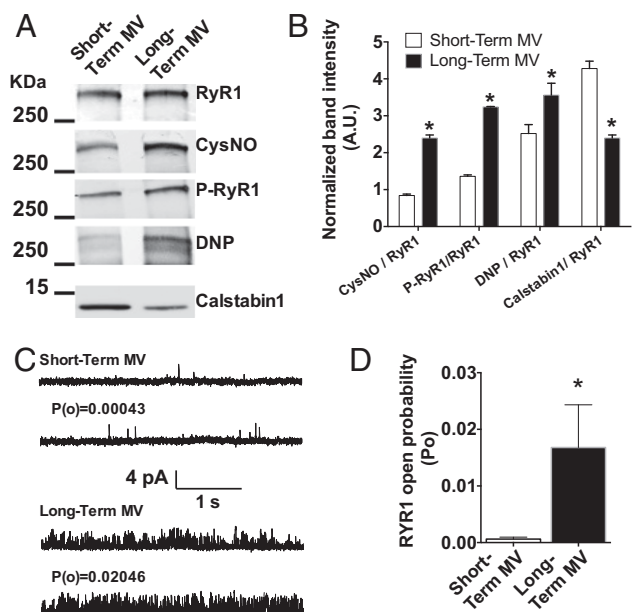 A
Short-
Term MV
Long-
Term MV
KDa
250
RyR1
250
CysNO
250
P-RyR1
250
DNP
15
Calstabin1
B
Normalized band intensity
(A.U.)
5
4
3
2
1
0
Short-Term MV
Long-Term MV
*
*
*
*
CysNO / RyR1
P-RyR1/RyR1
DNP / RyR1
Calstabin1/ RyR1
C
Short-Term MV
P(o)=0.00043
4 pA
1 s
Long-Term MV
P(o)=0.02046
D
RYR1 open probability
(Po)
0.03
0.02
0.01
0.00
*
Short-
Term MV
Long-
Term MV